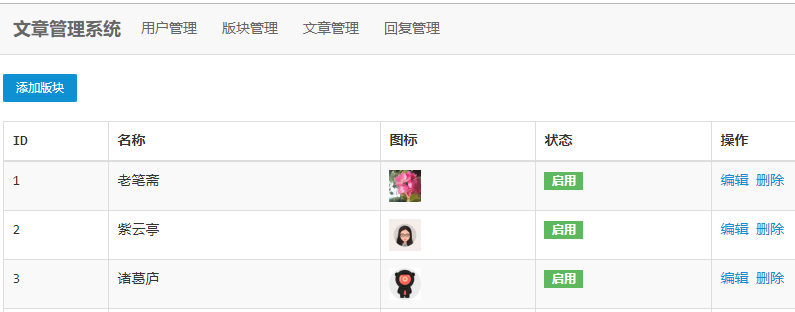 文章管理系统 用户管理 版块管理 文章管理 回复管理
添加版块
ID 名称 图标 状态 操作
1 老笔斋 启用 编辑 删除
2 紫云亭 启用 编辑 删除
3 诸葛庐 启用 编辑 删除